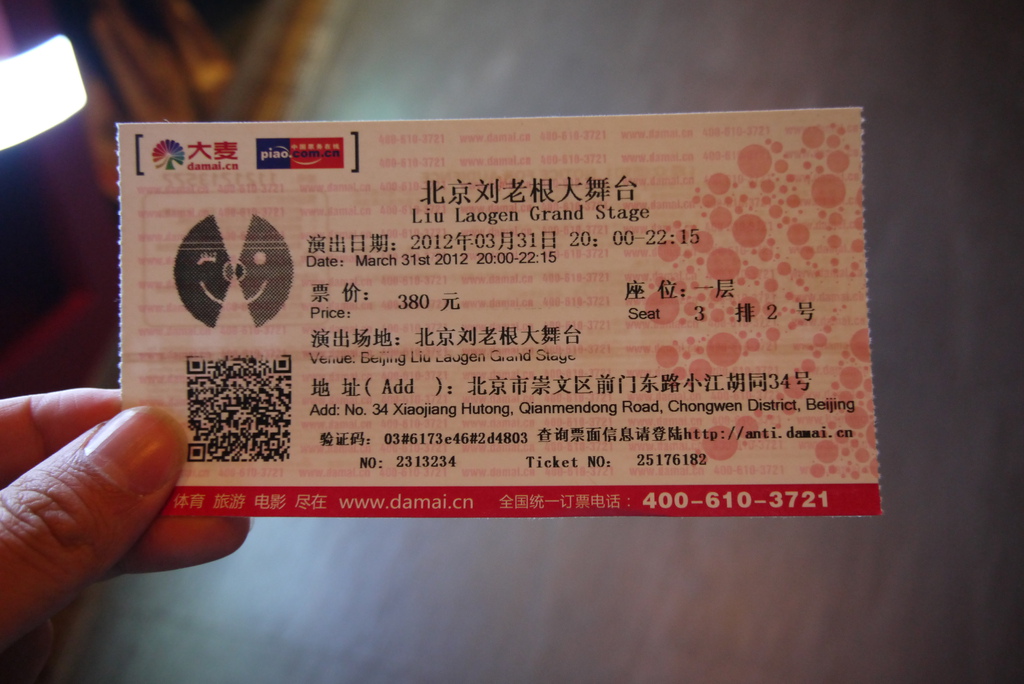 大麦 damai.cn piao.com.cn 中国票务在线
北京刘老根大舞台
Liu Laogen Grand Stage
演出日期：2012年03月31日 20：00-22:15
Date: March 31st 2012 20:00-22:15
票 价： 380 元 座 位：一层
Price: Seat 3 排 2 号
演出场地：北京刘老根大舞台
Venue: Beijing Liu Laogen Grand Stage
地 址( Add )：北京市崇文区前门东路小江胡同34号
Add: No. 34 Xiaojiang Hutong, Qianmendong Road, Chongwen District, Beijing
验证码: 03#6173e46#2d4803 查询票面信息请登陆http://anti.damai.cn
NO: 2313234 Ticket NO: 25176182
体育 旅游 电影 尽在 www.damai.cn 全国统一订票电话： 400-610-3721